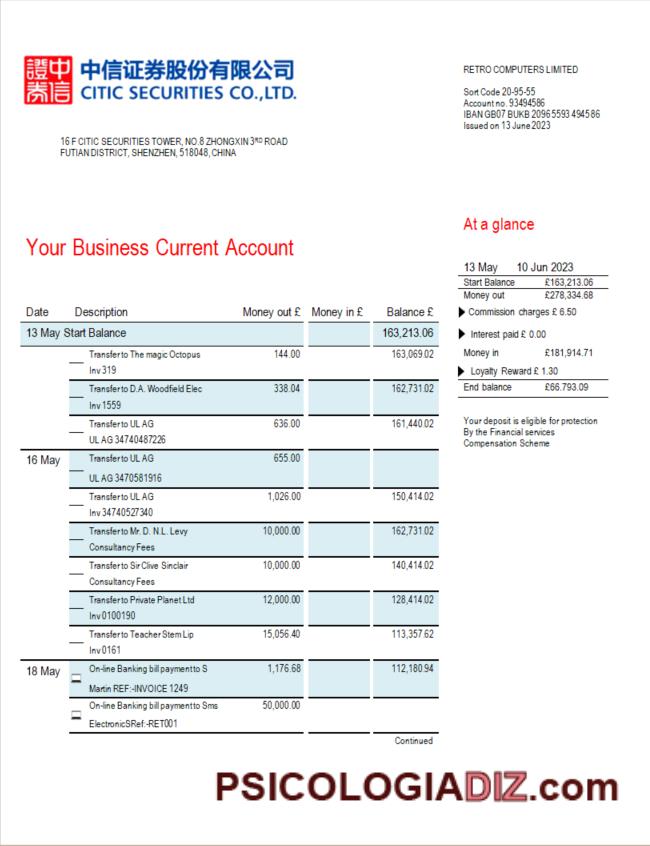 證中
券信
中信证券股份有限公司
CITIC SECURITIES CO.,LTD.
16 F CITIC SECURITIES TOWER, NO.8 ZHONGXIN 3RD ROAD
FUTIAN DISTRICT, SHENZHEN, 518048, CHINA
RETRO COMPUTERS LIMITED
Sort Code 20-95-55
Account no. 93494586
IBAN GB07 BUKB 2096 5593 494586
Issued on 13 June 2023
Your Business Current Account
At a glance
13 May 10 Jun 2023
Start Balance £163,213.06
Money out £278,334.68
Commission charges £ 6.50
Interest paid £ 0.00
Money in £181,914.71
Loyalty Reward £ 1.30
End balance £66.793.09
Your deposit is eligible for protection
By the Financial services
Compensation Scheme
Date Description Money out £ Money in £ Balance £
13 May Start Balance 163,213.06
Transfer to The magic Octopus 144.00 163,069.02
Inv 319
Transfer to D.A. Woodfield Elec 338.04 162,731.02
Inv 1559
Transfer to UL AG 636.00 161,440.02
UL AG 34740487226
16 May Transfer to UL AG 655.00
UL AG 3470581916
Transfer to UL AG 1,026.00 150,414.02
Inv 34740527340
Transfer to Mr. D. N.L. Levy 10,000.00 162,731.02
Consultancy Fees
Transfer to Sir Clive Sinclair 10,000.00 140,414.02
Consultancy Fees
Transfer to Private Planet Ltd 12,000.00 128,414.02
Inv 0100190
Transfer to Teacher Stem Lip 15,056.40 113,357.62
Inv 0161
18 May On-line Banking bill payment to S 1,176.68 112,180.94
Martin REF:-INVOICE 1249
On-line Banking bill payment to Sms 50,000.00
ElectronicSRef:-RET001
Continued
PSICOLOGIADIZ.com